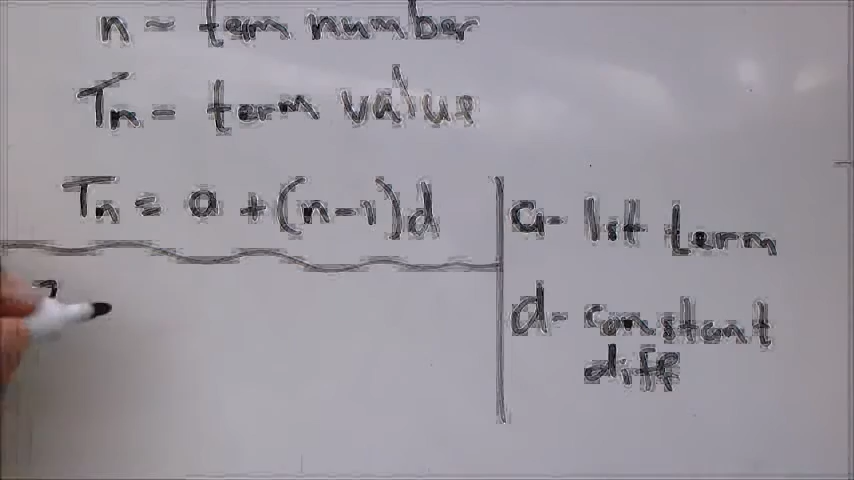 n = term number
Tn = term value
Tn = a + (n-1)d
a- 1st term
d- constant
diff